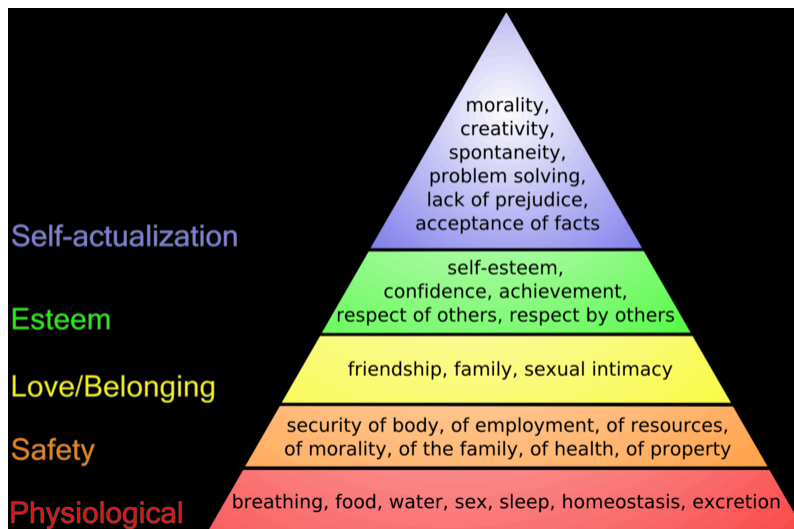 morality,
creativity,
spontaneity,
problem solving,
lack of prejudice,
acceptance of facts
Self-actualization
self-esteem,
confidence, achievement,
respect of others, respect by others
Esteem
friendship, family, sexual intimacy
Love/Belonging
security of body, of employment, of resources,
of morality, of the family, of health, of property
Safety
breathing, food, water, sex, sleep, homeostasis, excretion
Physiological